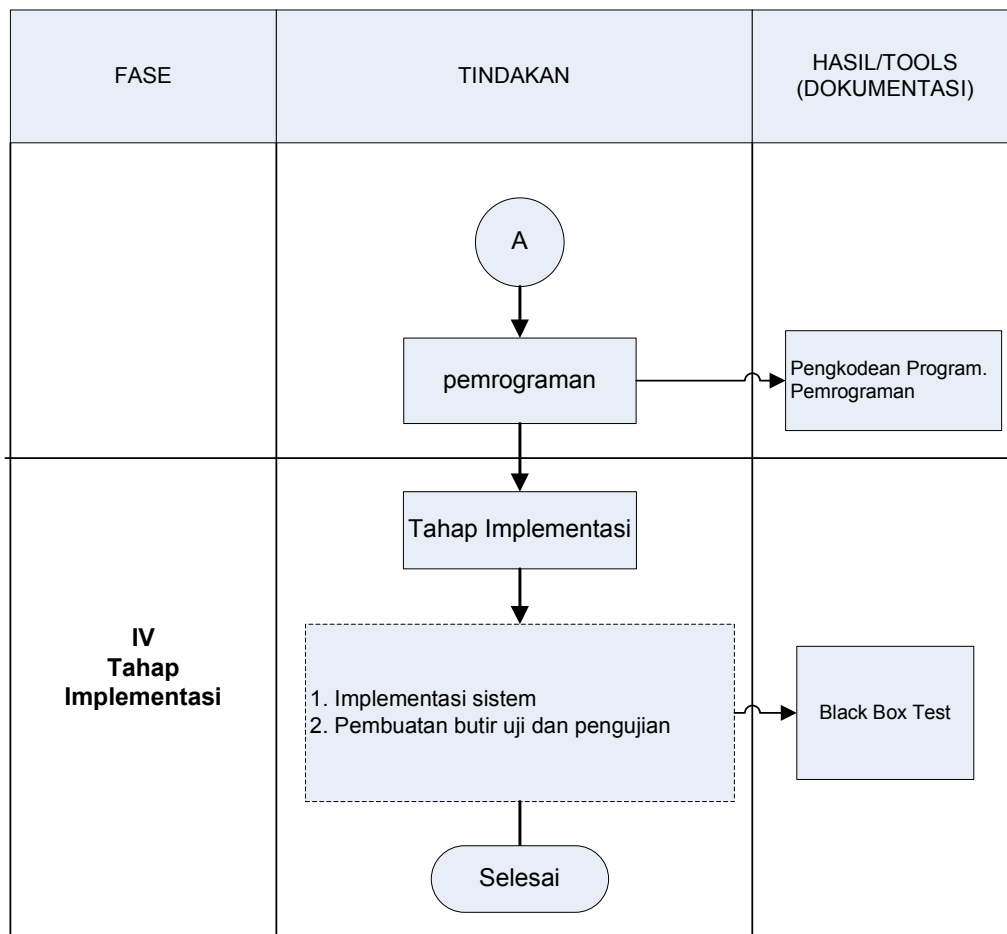 FASE
TINDAKAN
HASIL/TOOLS
(DOKUMENTASI)
A
pemrograman
Pengkodean Program.
Pemrograman
Tahap Implementasi
IV
Tahap
Implementasi
1. Implementasi sistem
2. Pembuatan butir uji dan pengujian
Black Box Test
Selesai